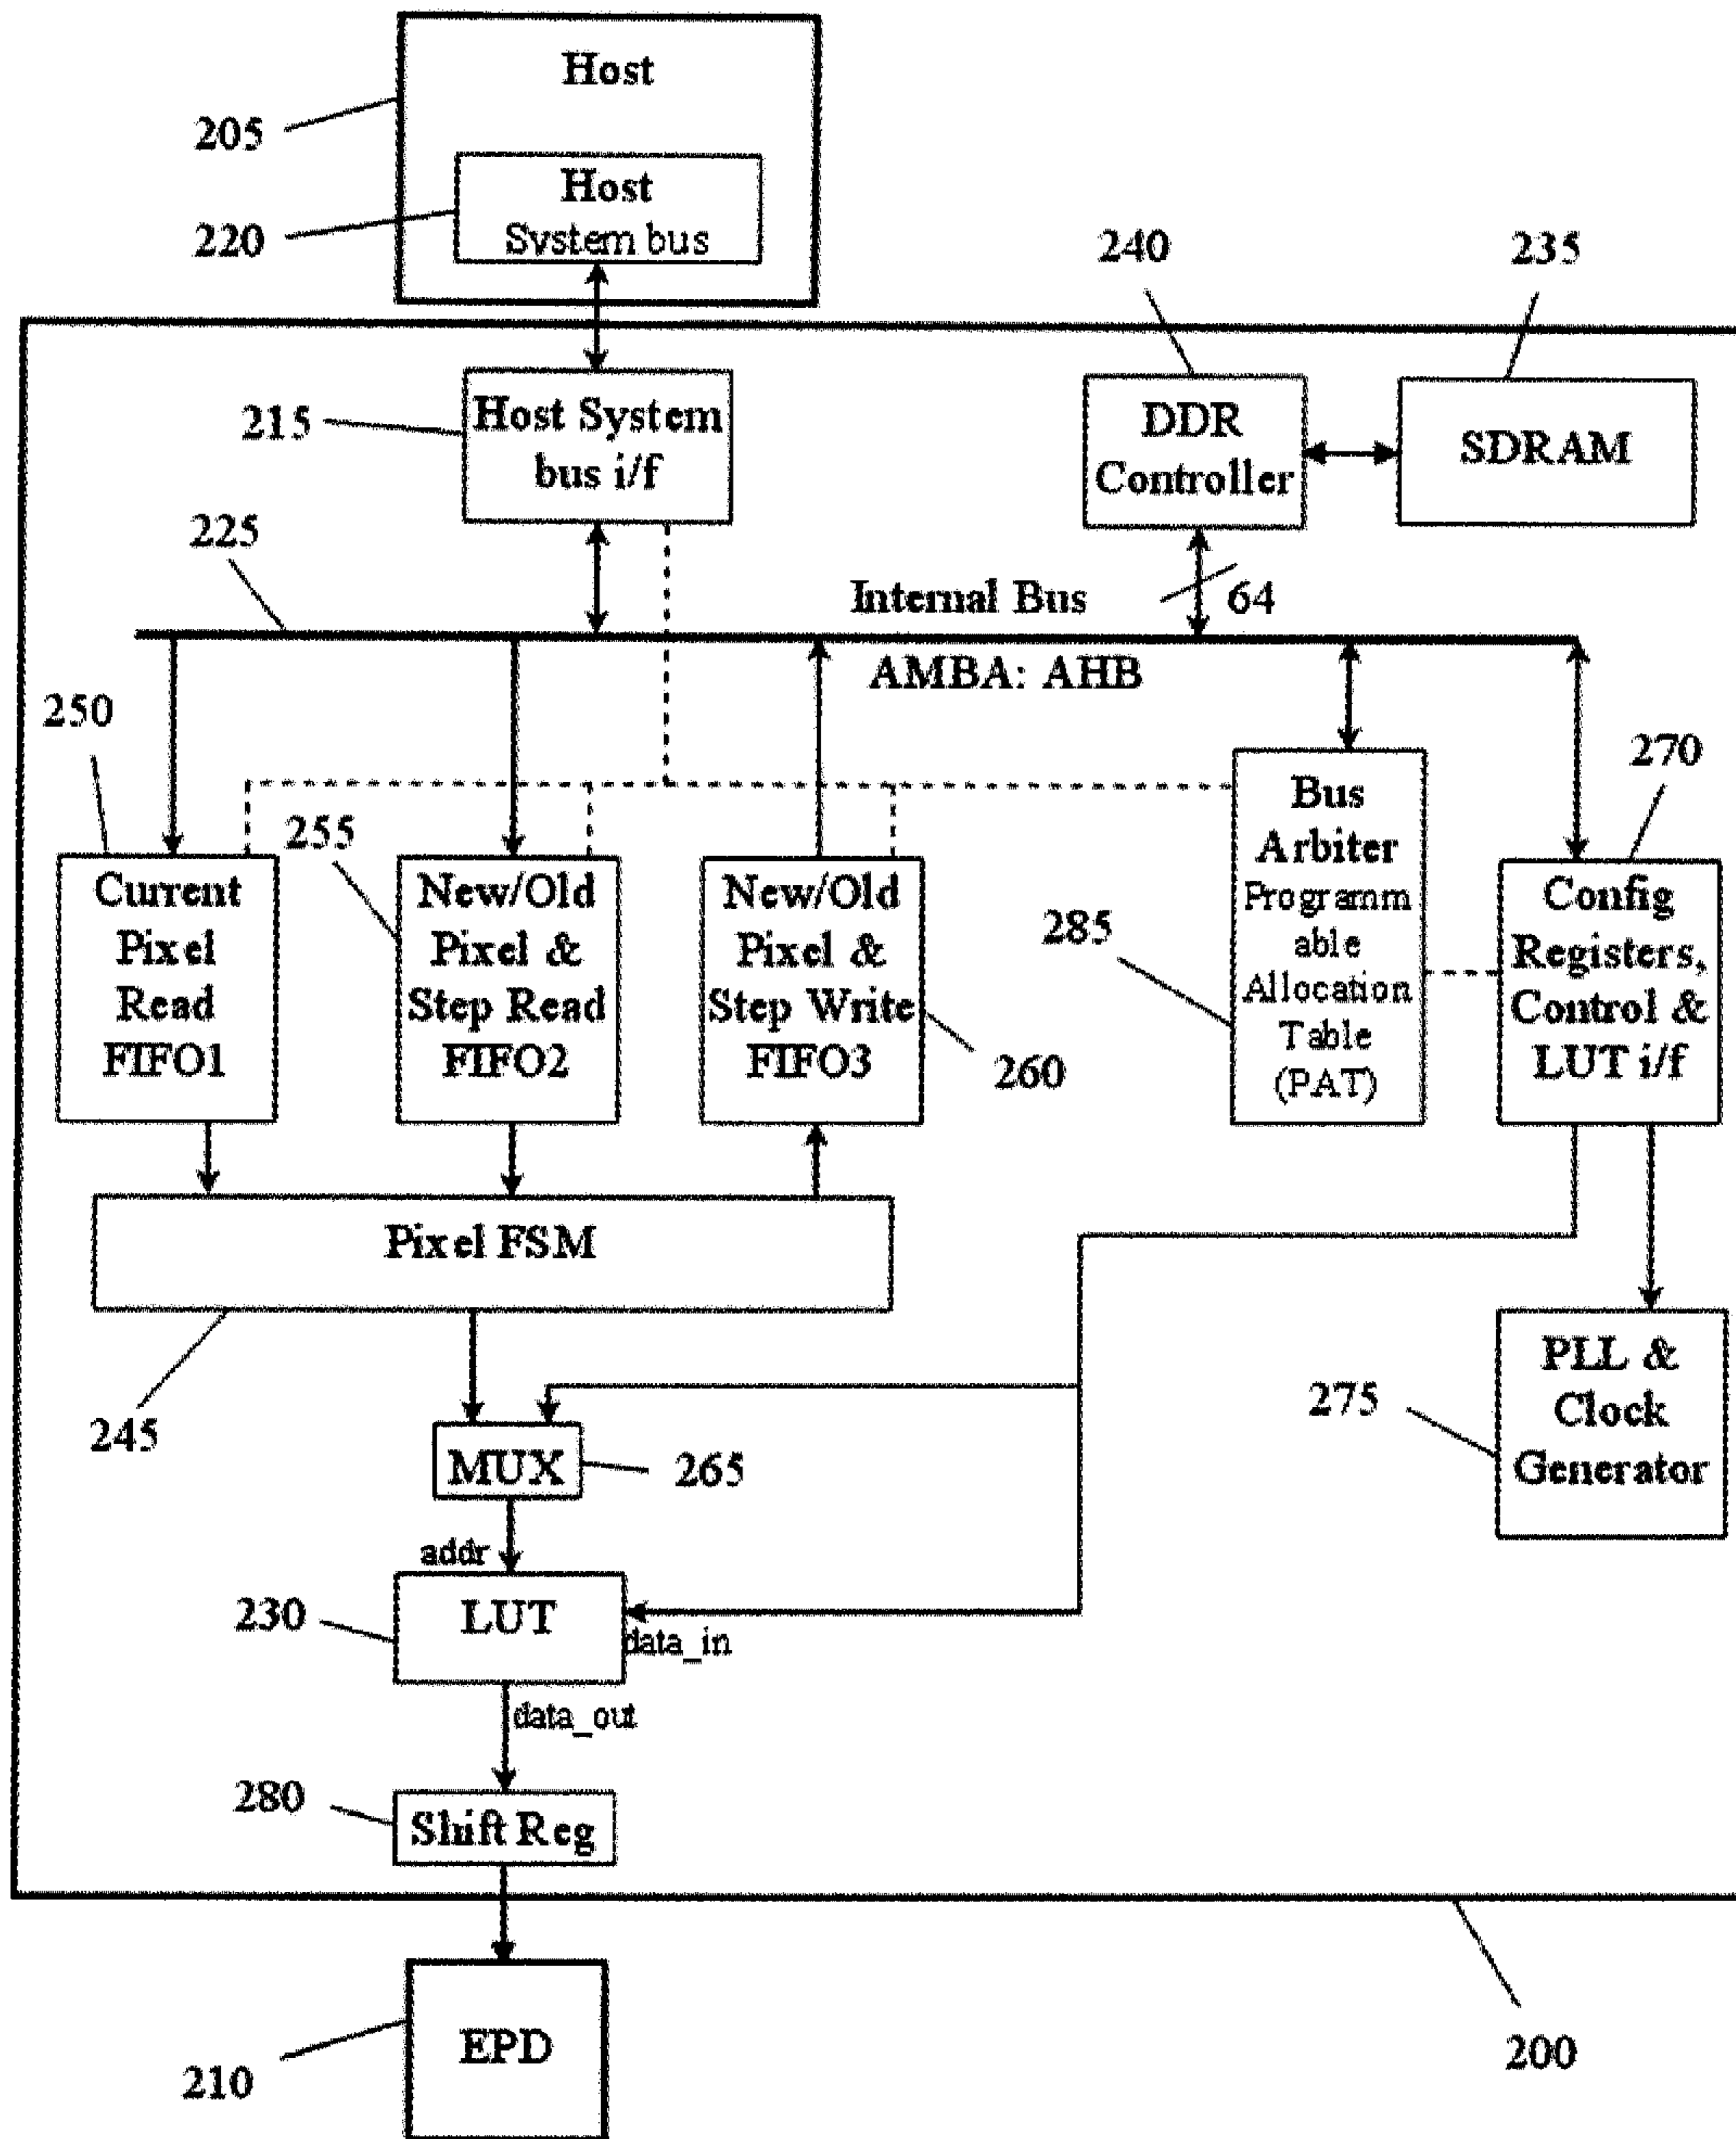 Host
205
Host
220
System bus
240
235
215
Host System
bus i/f
DDR
Controller
SDRAM
225
Internal Bus
64
AMBA: AHB
250
270
255
Current
Pixel
Read
FIFO1
New/Old
Pixel &
Step Read
FIFO2
New/Old
Pixel &
Step Write
FIFO3
260
285
Bus
Arbiter
Programm
able
Allocation
Table
(PAT)
Config
Registers,
Control &
LUT i/f
Pixel FSM
245
MUX
265
275
PLL &
Clock
Generator
addr
230
LUT
data_in
data_out
280
Shift Reg
EPD
210
200